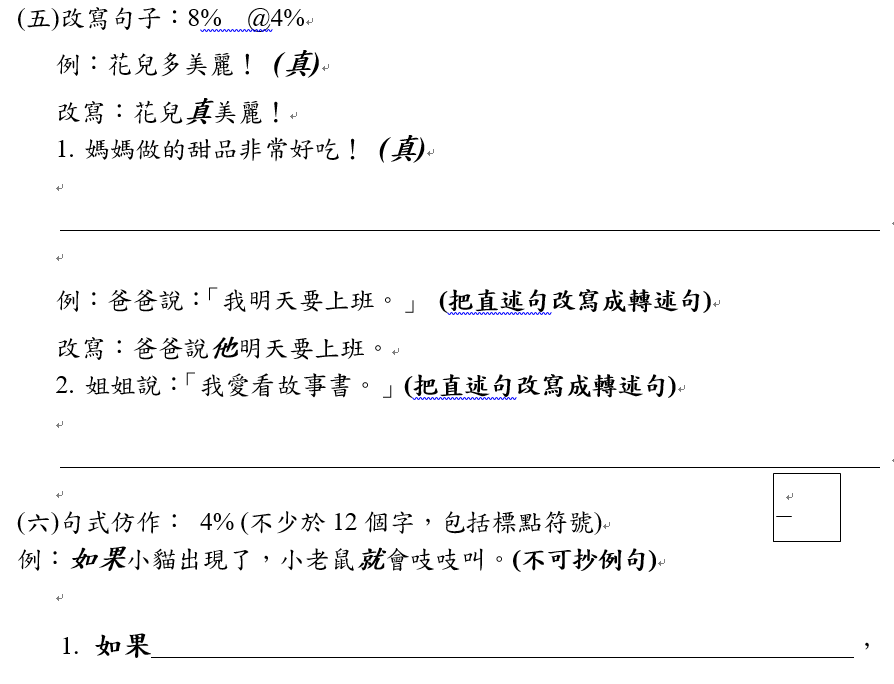 (五)改寫句子：8%　@4%
例：花兒多美麗！ (真)
改寫：花兒真美麗！
1. 媽媽做的甜品非常好吃！ (真)
例：爸爸說：「我明天要上班。」 (把直述句改寫成轉述句)
改寫：爸爸說他明天要上班。
2. 姐姐說：「我愛看故事書。」(把直述句改寫成轉述句)
(六)句式仿作： 4% (不少於 12 個字，包括標點符號)
例：如果小貓出現了，小老鼠就會吱吱叫。(不可抄例句)
1. 如果，